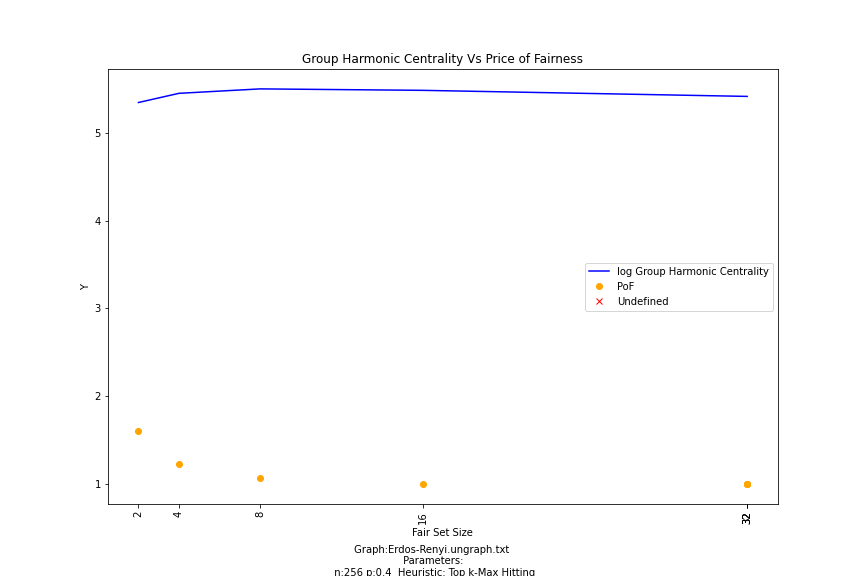 Group Harmonic Centrality Vs Price of Fairness
5
4
3
2
1
Y
log Group Harmonic Centrality
PoF
Undefined
2
4
8
16
32
32
Fair Set Size
Graph:Erdos-Renyi.ungraph.txt
Parameters:
n:256 p:0.4 Heuristic: Top k-Max Hitting